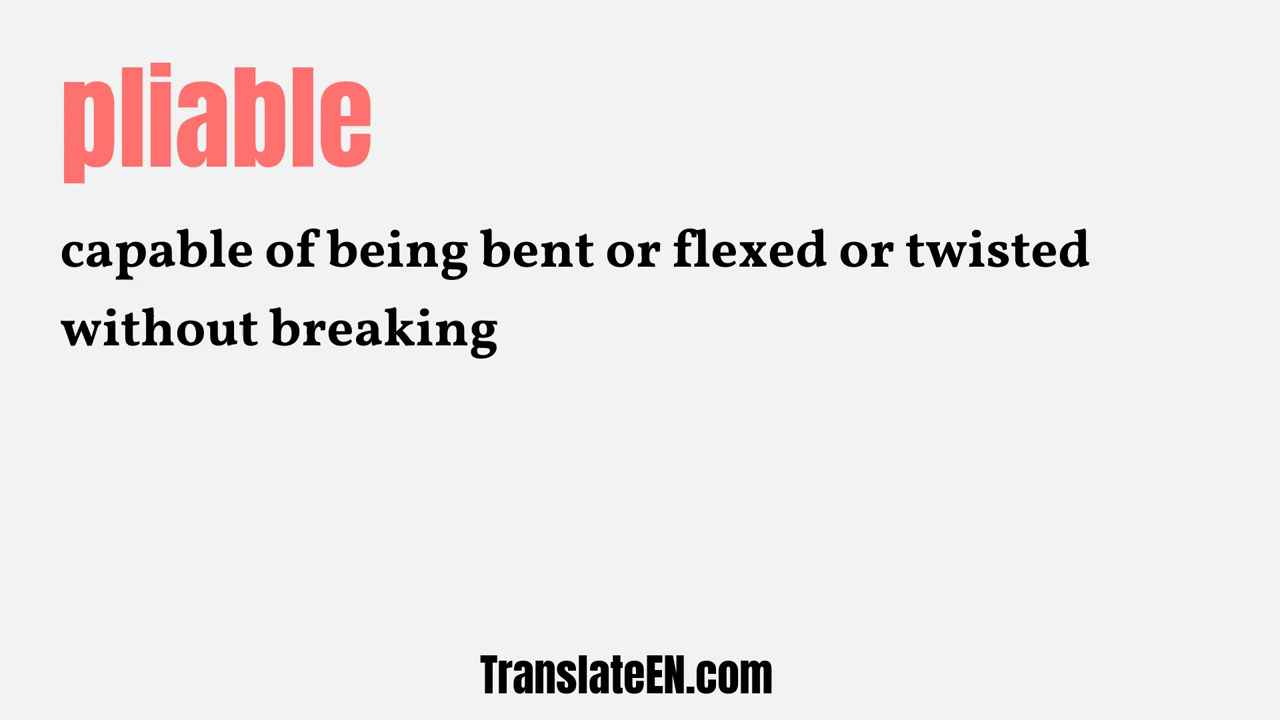 pliable
capable of being bent or flexed or twisted
without breaking
TranslateEN.com